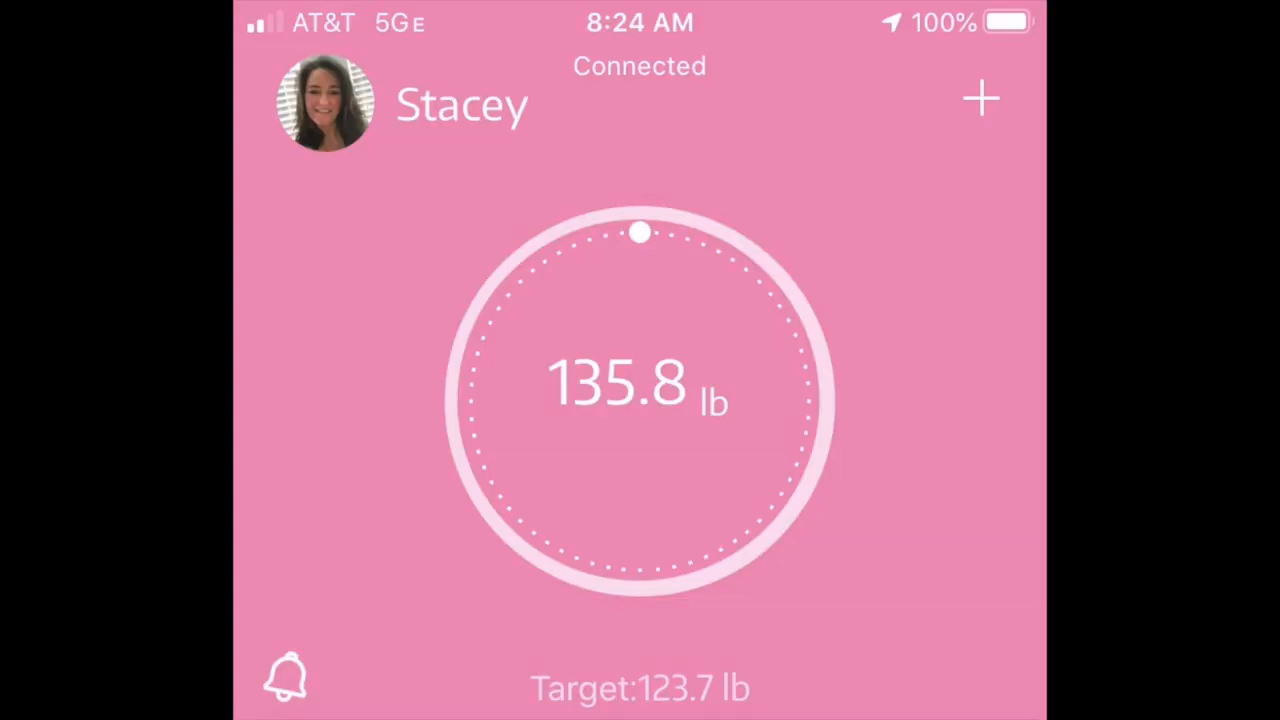 AT&T 5GE 8:24 AM 100%
Connected
Stacey
135.8 lb
Target:123.7 lb